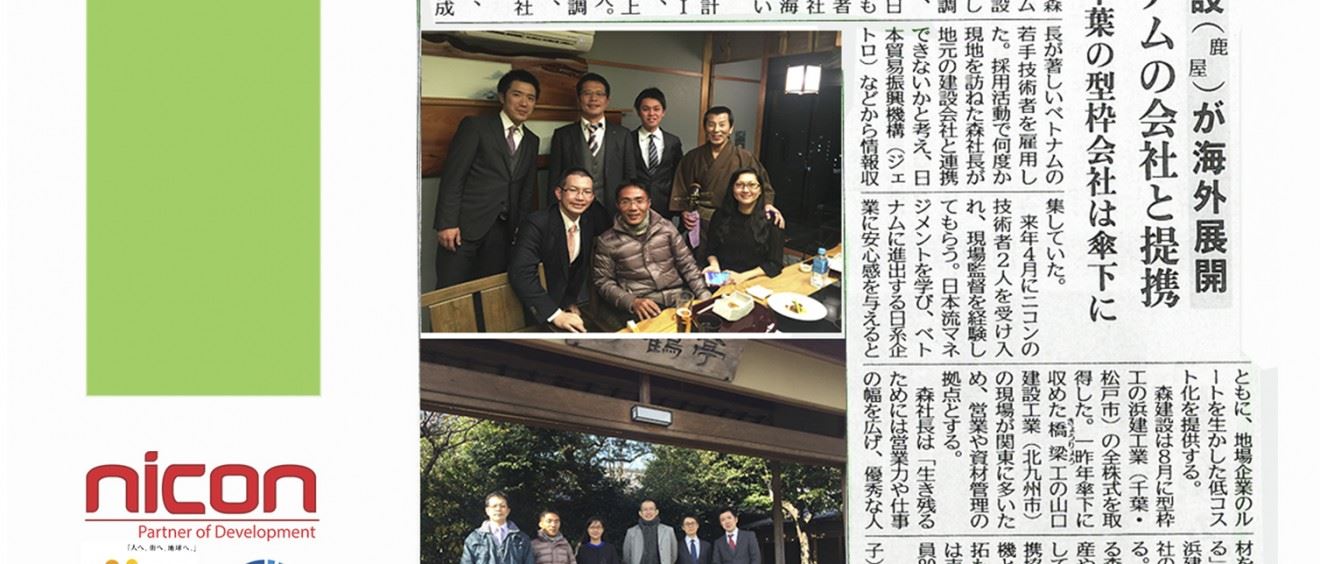 設（鹿屋）が海外展開
ムの会社と提携
葉の型枠会社は傘下に
長が著しいベトナムの
若手技術者を雇用し
た。採用活動で何度か
現地を訪ねた森社長が
地元の建設会社と連携
できないかと考え、日
本貿易振興機構（ジェ
トロ）などから情報収
集していた。
来年４月にニコンの
技術者２人を受け入
れ、現場監督を経験し
てもらう。日本流マネ
ジメントを学び、ベト
ナムに進出する日系企
業に安心感を与えると
ともに、地場企業のル
ートを生かした低コス
ト化を提供する。
森建設は８月に型枠
工の浜建工業（千葉・
松戸市）の全株式を取
得した。一昨年傘下に
収めた橋梁工の山口
建設工業（北九州市）
の現場が関東に多いた
め、営業や資材管理の
拠点とする。
森社長は「生き残る
ためには営業力や仕事
の幅を広げ、優秀な人
材を
る」
浜建
社の
る。
鶴亭
nicon
Partner of Development
「人へ、街へ、地球へ。」